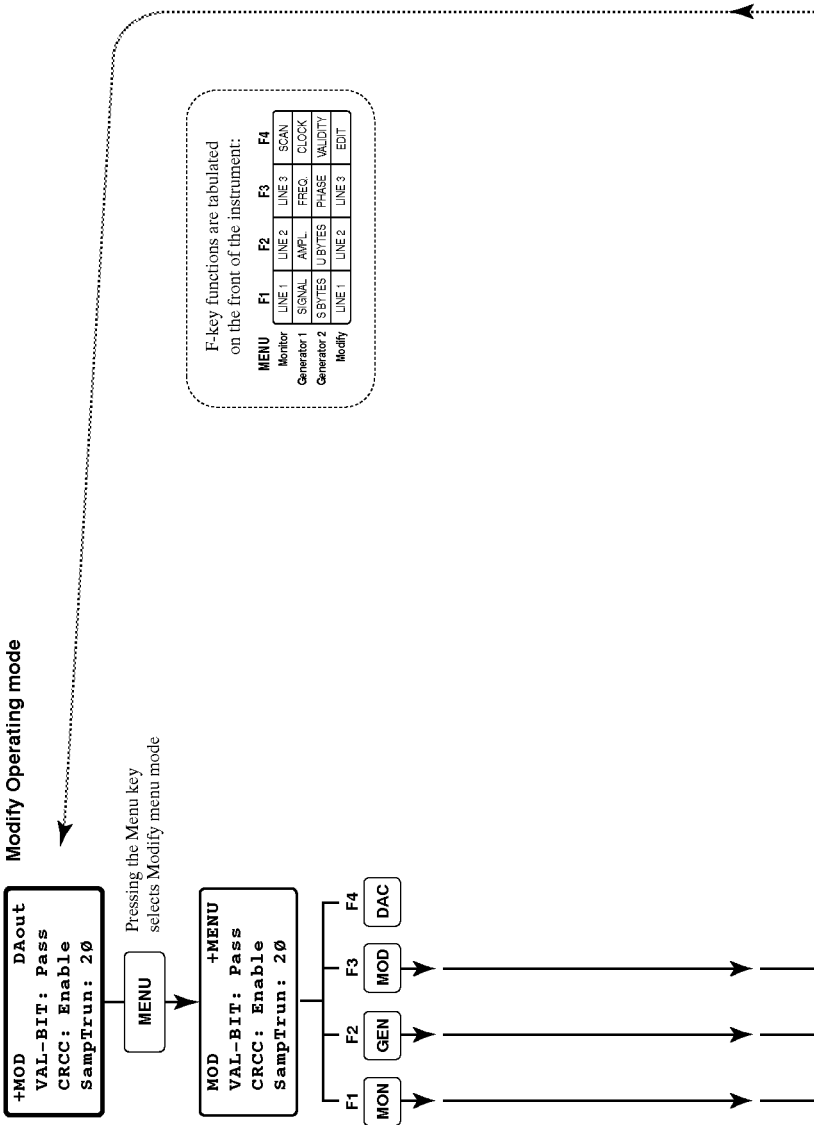 Modify Operating mode
+MOD DAout
VAL-BIT: Pass
CRCC: Enable
SampTrun: 2Ø
MENU
Pressing the Menu key
selects Modify menu mode
MOD +MENU
VAL-BIT: Pass
CRCC: Enable
SampTrun: 2Ø
F1 F2 F3 F4
MON GEN MOD DAC
F-key functions are tabulated
on the front of the instrument:
MENU F1 F2 F3 F4
Monitor LINE 1 LINE 2 LINE 3 SCAN
Generator 1 SIGNAL AMPL. FREQ. CLOCK
Generator 2 S BYTES U BYTES PHASE VALIDITY
Modify LINE 1 LINE 2 LINE 3 EDIT